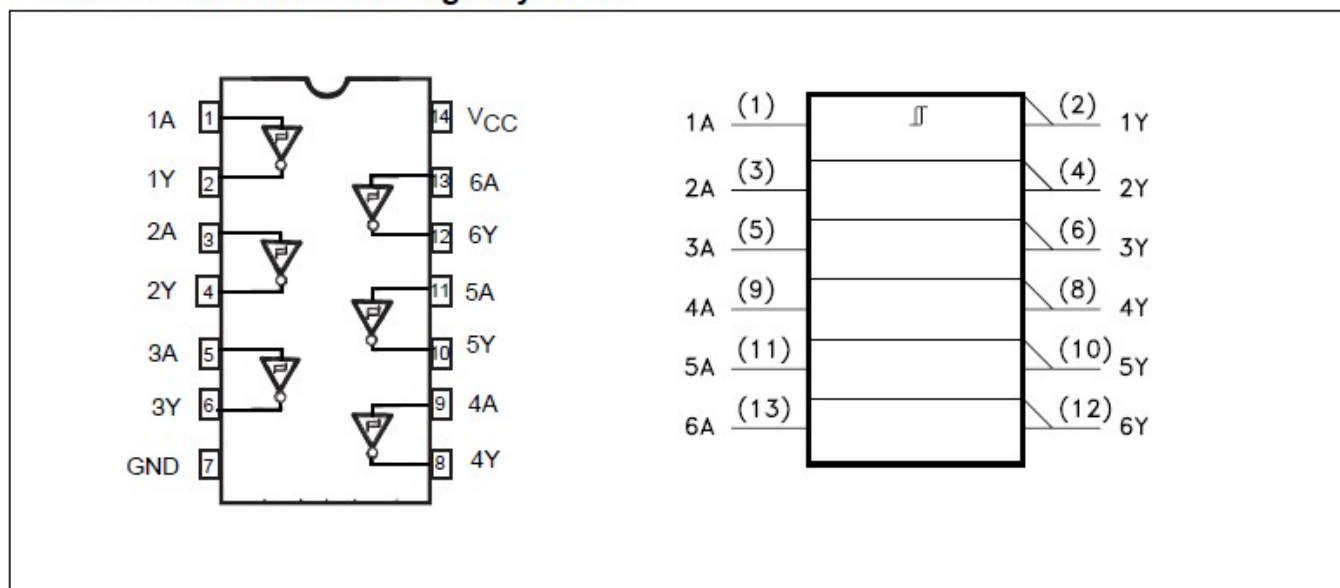 1A 1
1Y 2
2A 3
2Y 4
3A 5
3Y 6
GND 7
14 VCC
13 6A
12 6Y
11 5A
10 5Y
9 4A
8 4Y
1A (1) (2) 1Y
2A (3) (4) 2Y
3A (5) (6) 3Y
4A (9) (8) 4Y
5A (11) (10) 5Y
6A (13) (12) 6Y